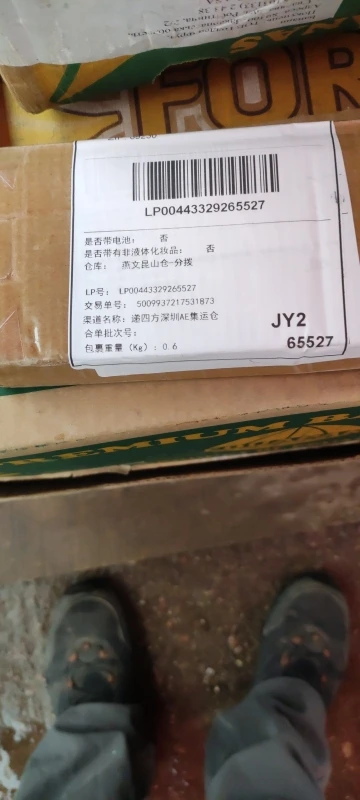 NAS
FOR
LP00443329265527
是否带电池： 否
是否带有非液体化妆品： 否
仓库： 燕文昆山仓-分拨
LP号： LP00443329265527
交易单号： 5009937217531873
渠道名称：递四方深圳AE集运仓
合单批次号：
包裹重量（Kg）：0.6
JY2
65527
PREMIUM